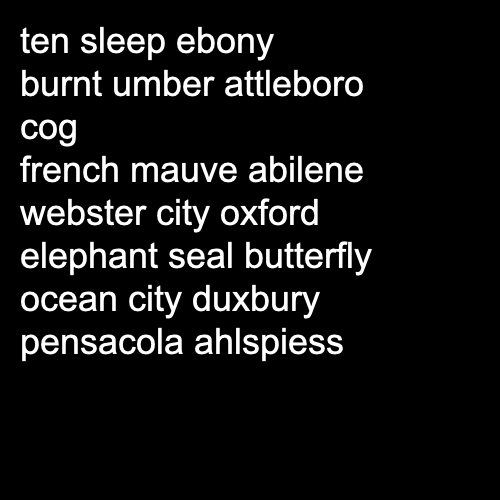 ten sleep ebony
burnt umber attleboro
cog
french mauve abilene
webster city oxford
elephant seal butterfly
ocean city duxbury
pensacola ahlspiess